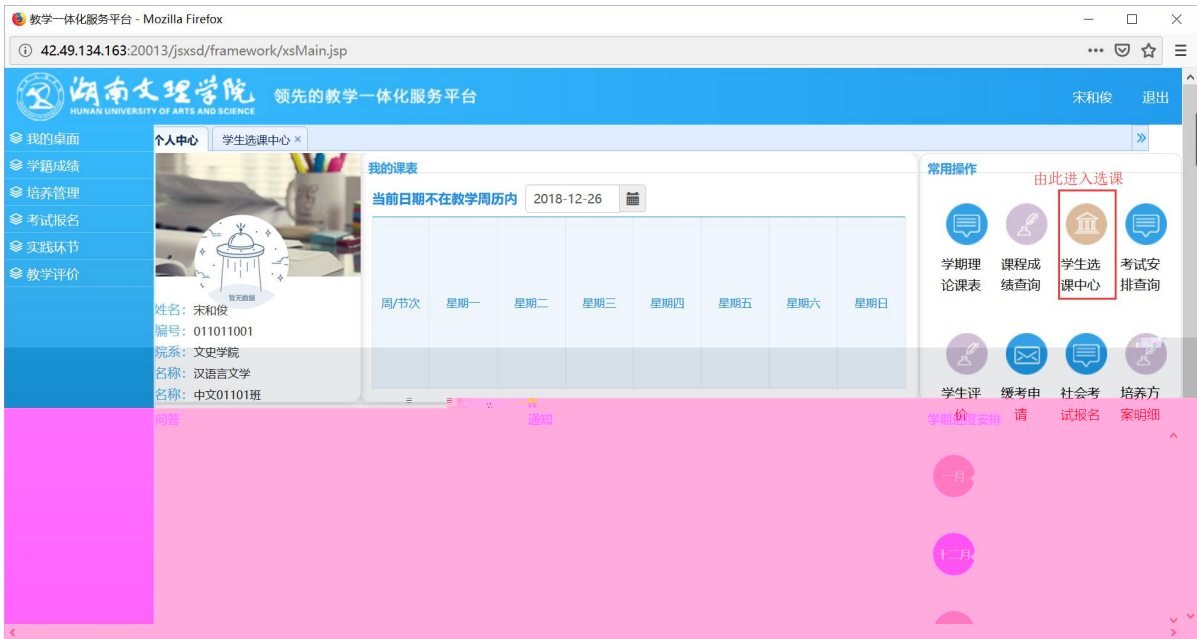 教学一体化服务平台 - Mozilla Firefox
42.49.134.163:20013/jsxsd/framework/xsMain.jsp
湖南文理学院
HUNAN UNIVERSITY OF ARTS AND SCIENCE
领先的教学一体化服务平台
宋和俊 退出
我的桌面
学籍成绩
培养管理
考试报名
实践环节
教学评价
个人中心 学生选课中心 ×
暂无数据
姓名: 宋和俊
编号: 011011001
院系: 文史学院
名称: 汉语言文学
名称: 中文01101班
我的课表
当前日期不在教学周历内 2018-12-26
周/节次 星期一 星期二 星期三 星期四 星期五 星期六 星期日
常用操作
由此进入选课
学期理论课表
课程成绩查询
学生选课中心
考试安排查询
学生评价
缓考申请
社会考试报名
培养方案明细
问答
通知
学期进度安排
一月
十二月